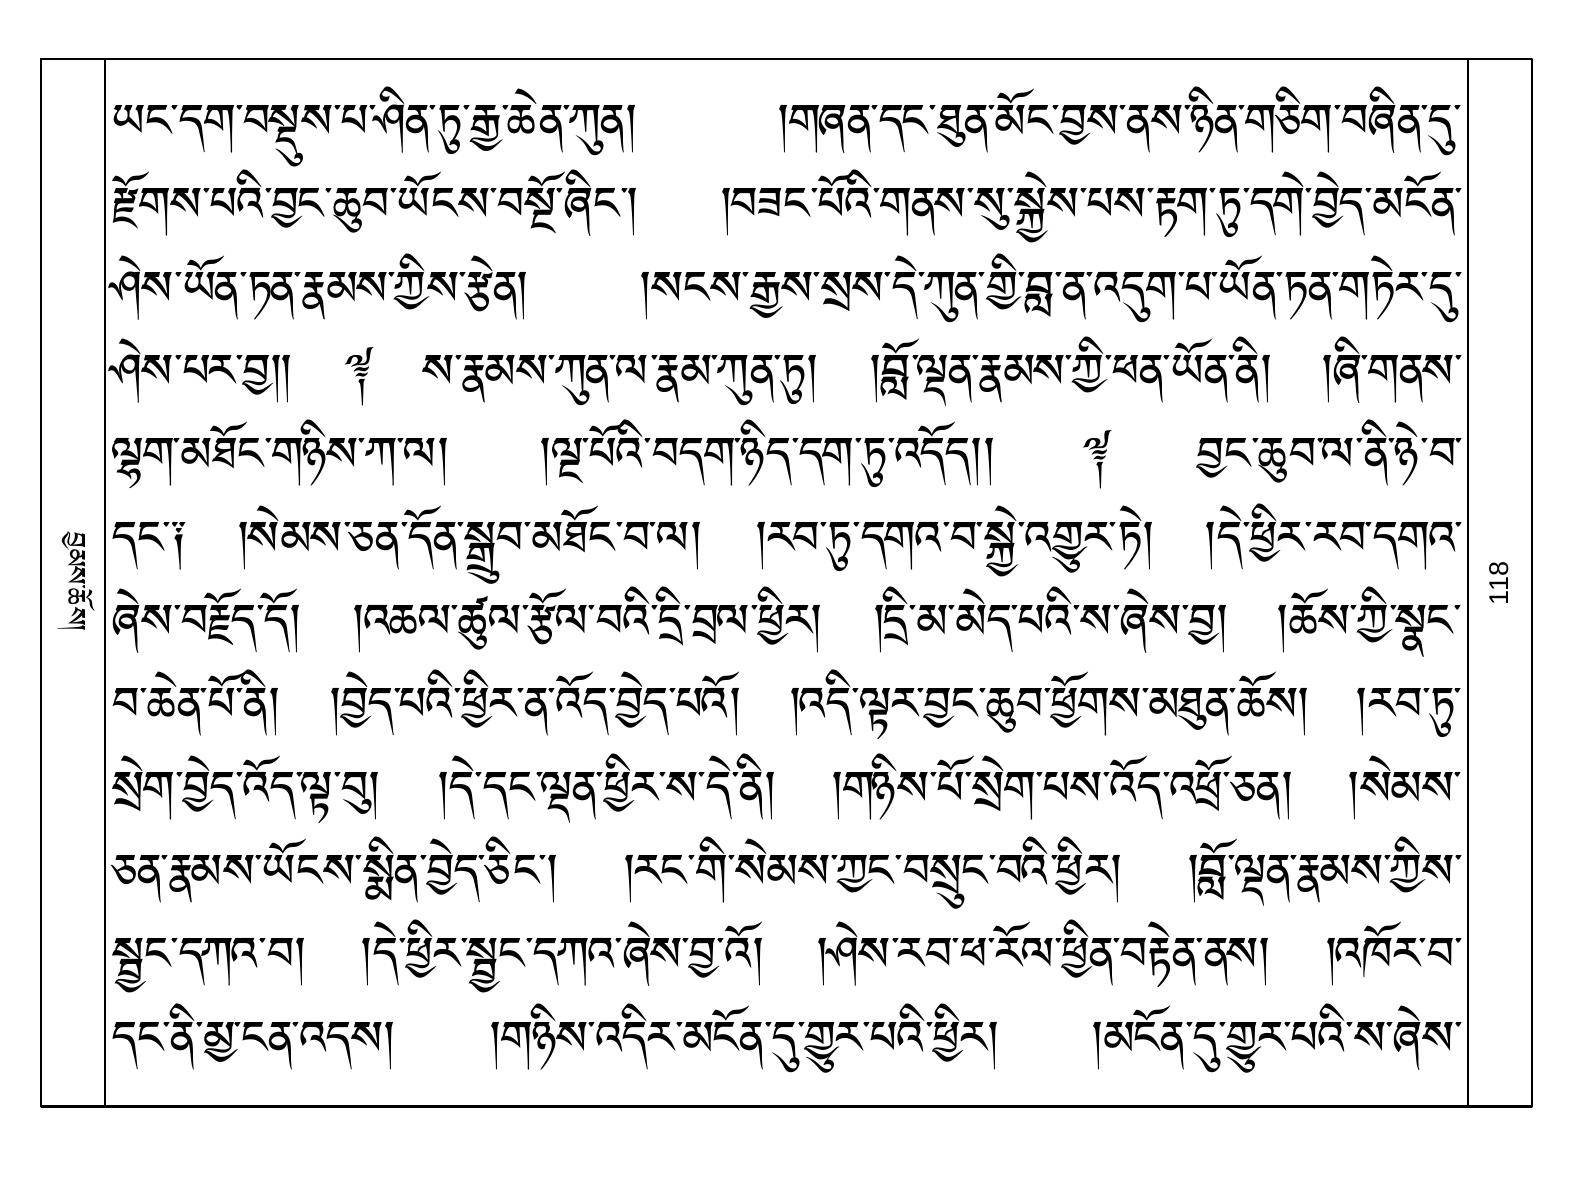 ཡང་དག་བསྡུས་པ་ཤིན་ཏུ་རྒྱ་ཆེན་ཀུན། །གཞན་དང་ཐུན་མོང་བྱས་ནས་ཉིན་གཅིག་བཞིན་དུ་
རྫོགས་པའི་བྱང་ཆུབ་ཡོངས་བསྔོ་ཞིང་། །བཟང་པོའི་གནས་སུ་སྐྱེས་པས་རྟག་ཏུ་དགེ་བྱེད་མངོན་
ཤེས་ཡོན་ཏན་རྣམས་ཀྱིས་རྩེན། །སངས་རྒྱས་སྲས་དེ་ཀུན་གྱི་བླ་ན་འདུག་པ་ཡོན་ཏན་གཏེར་དུ་
ཤེས་པར་བྱ།། ༈ ས་རྣམས་ཀུན་ལ་རྣམ་ཀུན་ཏུ། །བློ་ལྡན་རྣམས་ཀྱི་ཕན་ཡོན་ནི། །ཞི་གནས་
ལྷག་མཐོང་གཉིས་ཀ་ལ། །ལྔ་པོའི་བདག་ཉིད་དག་ཏུ་འདོད།། ༈ བྱང་ཆུབ་ལ་ནི་ཉེ་བ་
དང་༑ །སེམས་ཅན་དོན་སྒྲུབ་མཐོང་བ་ལ། །རབ་ཏུ་དགའ་བ་སྐྱེ་འགྱུར་ཏེ། །དེ་ཕྱིར་རབ་དགའ་
ཞེས་བརྗོད་དོ། །འཆལ་ཚུལ་རྩོལ་བའི་དྲི་བྲལ་ཕྱིར། །དྲི་མ་མེད་པའི་ས་ཞེས་བྱ། །ཆོས་ཀྱི་སྣང་
བ་ཆེན་པོ་ནི། །བྱེད་པའི་ཕྱིར་ན་འོད་བྱེད་པའོ། །འདི་ལྟར་བྱང་ཆུབ་ཕྱོགས་མཐུན་ཆོས། །རབ་ཏུ་
སྲེག་བྱེད་འོད་ལྟ་བུ། །དེ་དང་ལྡན་ཕྱིར་ས་དེ་ནི། །གཉིས་པོ་སྲེག་པས་འོད་འཕྲོ་ཅན། །སེམས་
ཅན་རྣམས་ཡོངས་སྨིན་བྱེད་ཅིང་། །རང་གི་སེམས་ཀྱང་བསྲུང་བའི་ཕྱིར། །བློ་ལྡན་རྣམས་ཀྱིས་
སྦྱང་དཀའ་བ། །དེ་ཕྱིར་སྦྱང་དཀའ་ཞེས་བྱ་འོ། །ཤེས་རབ་ཕ་རོལ་ཕྱིན་བརྟེན་ནས། །འཁོར་བ་
དང་ནི་མྱ་ངན་འདས། །གཉིས་འདིར་མངོན་དུ་གྱུར་པའི་ཕྱིར། །མངོན་དུ་གྱུར་པའི་ས་ཞེས་
བྱམས་ཆོས།
118